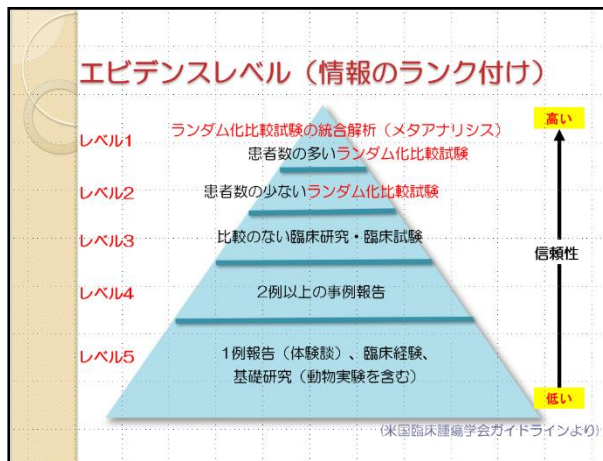 エビデンスレベル（情報のランク付け）
高い
レベル1
ランダム化比較試験の統合解析（メタアナリシス）
患者数の多いランダム化比較試験
レベル2
患者数の少ないランダム化比較試験
レベル3
比較のない臨床研究・臨床試験
信頼性
レベル4
2例以上の事例報告
レベル5
1例報告（体験談）、臨床経験、
基礎研究（動物実験を含む）
低い
(米国臨床腫瘍学会ガイドラインより)